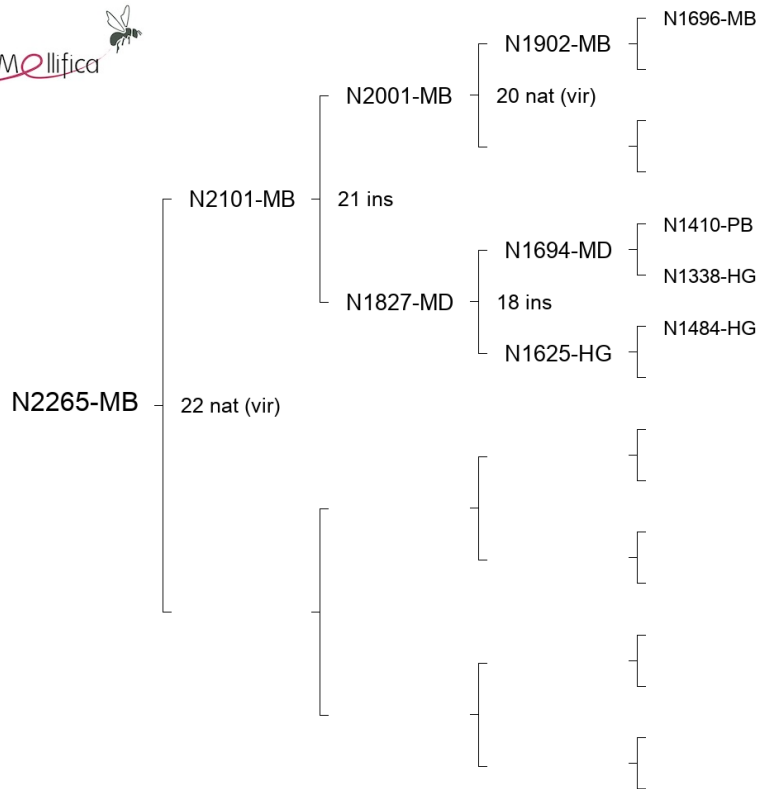 Mellifica
N1696-MB
N1902-MB
N2001-MB
20 nat (vir)
N2101-MB
21 ins
N1410-PB
N1694-MD
N1338-HG
N1827-MD
18 ins
N1484-HG
N1625-HG
N2265-MB
22 nat (vir)